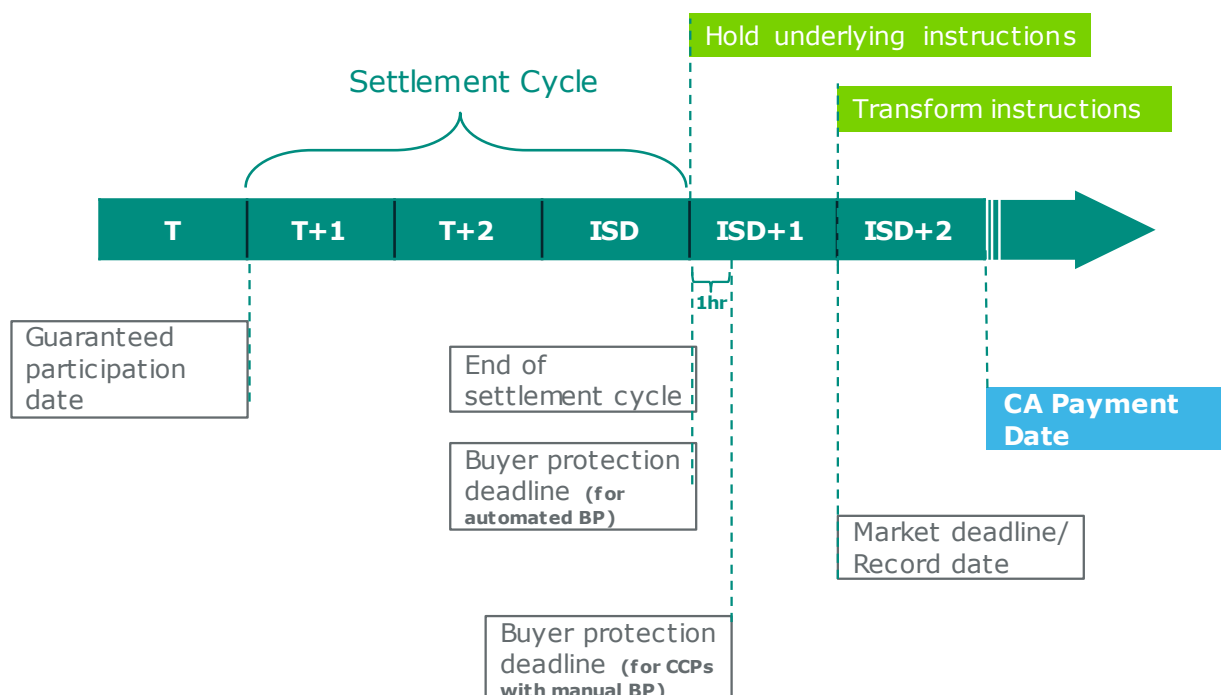 Hold underlying instructions
Settlement Cycle
Transform instructions
T
T+1
T+2
ISD
ISD+1
ISD+2
1hr
Guaranteed
participation
date
End of
settlement cycle
CA Payment
Date
Buyer protection
deadline (for
automated BP)
Market deadline/
Record date
Buyer protection
deadline (for CCPs
with manual BP)